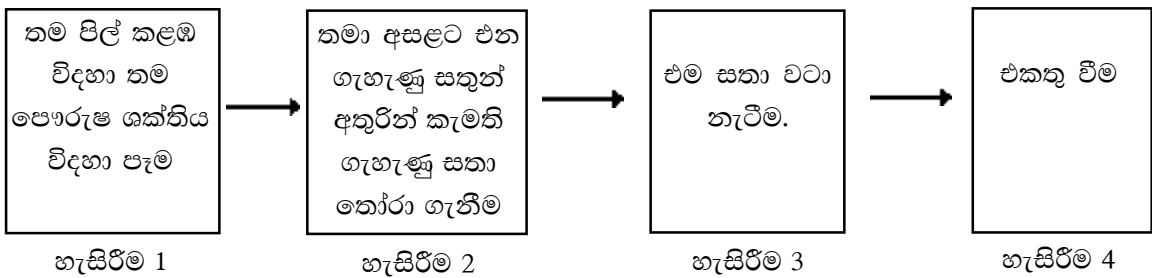 තම පිල් කළඹ
විදහා තම
පෞරුෂ ශක්තිය
විදහා පෑම
තමා අසළට එන
ගැහැණු සතුන්
අතුරින් කැමති
ගැහැණු සතා
තෝරා ගැනීම
එම සතා වටා
නැටීම.
එකතු වීම
හැසිරීම 1
හැසිරීම 2
හැසිරීම 3
හැසිරීම 4